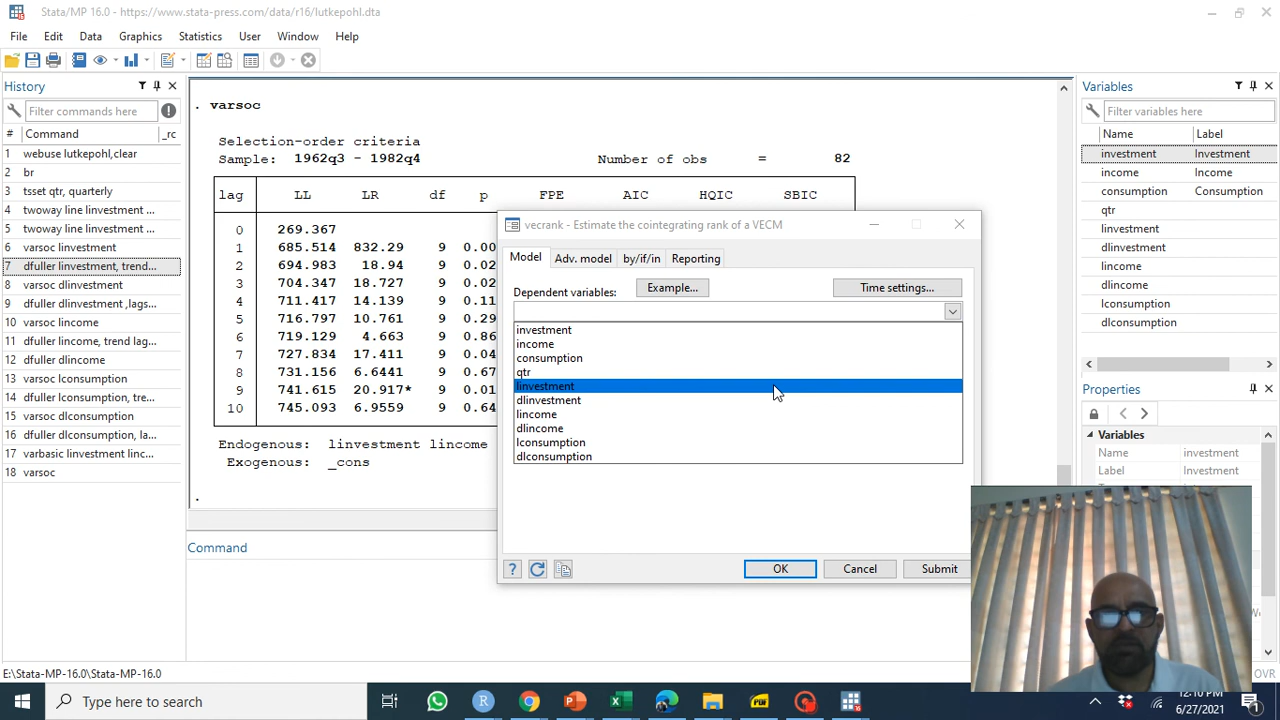 Stata/MP 16.0 - https://www.stata-press.com/data/r16/lutkepohl.dta
File Edit Data Graphics Statistics User Window Help
History
Filter commands here
# Command _rc
1 webuse lutkepohl,clear
2 br
3 tsset qtr, quarterly
4 twoway line linvestment ...
5 twoway line linvestment ...
6 varsoc linvestment
7 dfuller linvestment, trend...
8 varsoc dlinvestment
9 dfuller dlinvestment ,lags...
10 varsoc lincome
11 dfuller lincome, trend lag...
12 dfuller dlincome
13 varsoc lconsumption
14 dfuller lconsumption, tre...
15 varsoc dlconsumption
16 dfuller dlconsumption, la...
17 varbasic linvestment linc...
18 varsoc
. varsoc
Selection-order criteria
Sample: 1962q3 - 1982q4 Number of obs = 82
lag LL LR df p FPE AIC HQIC SBIC
0 269.367
1 685.514 832.29 9 0.00
2 694.983 18.94 9 0.02
3 704.347 18.727 9 0.02
4 711.417 14.139 9 0.11
5 716.797 10.761 9 0.29
6 719.129 4.663 9 0.86
7 727.834 17.411 9 0.04
8 731.156 6.6441 9 0.67
9 741.615 20.917* 9 0.01
10 745.093 6.9559 9 0.64
Endogenous: linvestment lincome
Exogenous: _cons
.
Command
vecrank - Estimate the cointegrating rank of a VECM
Model Adv. model by/if/in Reporting
Dependent variables: Example... Time settings...
investment
income
consumption
qtr
linvestment
dlinvestment
lincome
dlincome
lconsumption
dlconsumption
? OK Cancel Submit
Variables
Filter variables here
Name Label
investment Investment
income Income
consumption Consumption
qtr
linvestment
dlinvestment
lincome
dlincome
lconsumption
dlconsumption
Properties
Variables
Name investment
Label Investment
E:\Stata-MP-16.0\Stata-MP-16.0
OVR
Type here to search
12:10 PM
6/27/2021